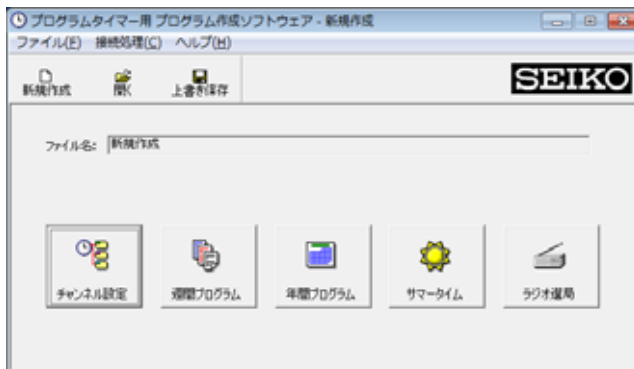 プログラムタイマー用 プログラム作成ソフトウェア - 新規作成
ファイル(F) 接続処理(C) ヘルプ(H)
新規作成 開く 上書き保存 SEIKO
ファイル名: 新規作成
チャンネル設定 週間プログラム 年間プログラム サマータイム ラジオ選局